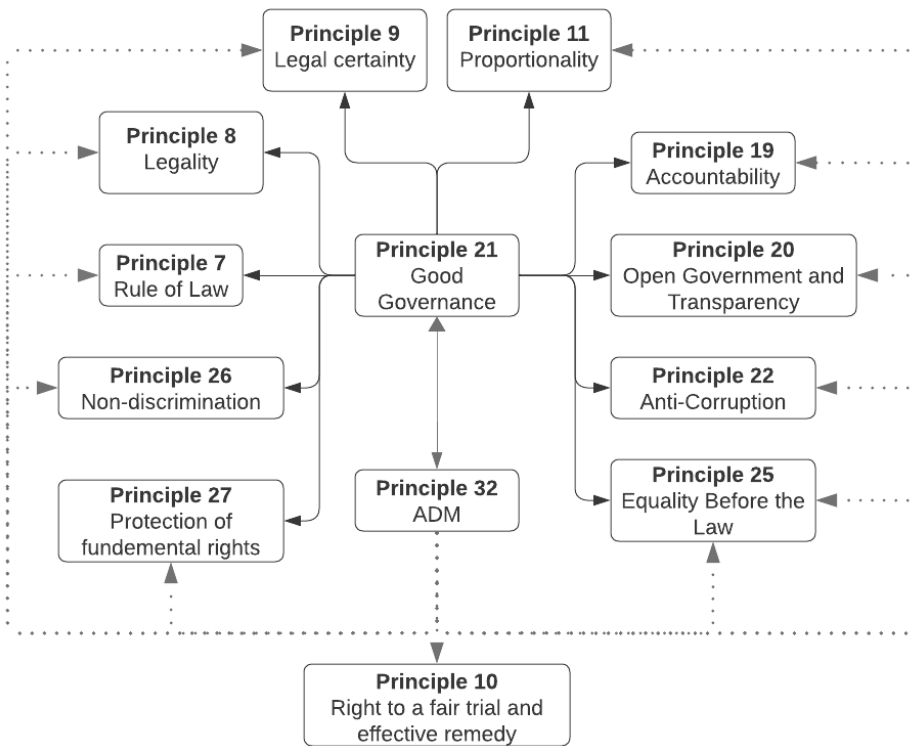 Principle 9
Legal certainty
Principle 11
Proportionality
Principle 8
Legality
Principle 19
Accountability
Principle 21
Good
Governance
Principle 7
Rule of Law
Principle 20
Open Government and
Transparency
Principle 26
Non-discrimination
Principle 22
Anti-Corruption
Principle 27
Protection of
fundemental rights
Principle 32
ADM
Principle 25
Equality Before the
Law
Principle 10
Right to a fair trial and
effective remedy